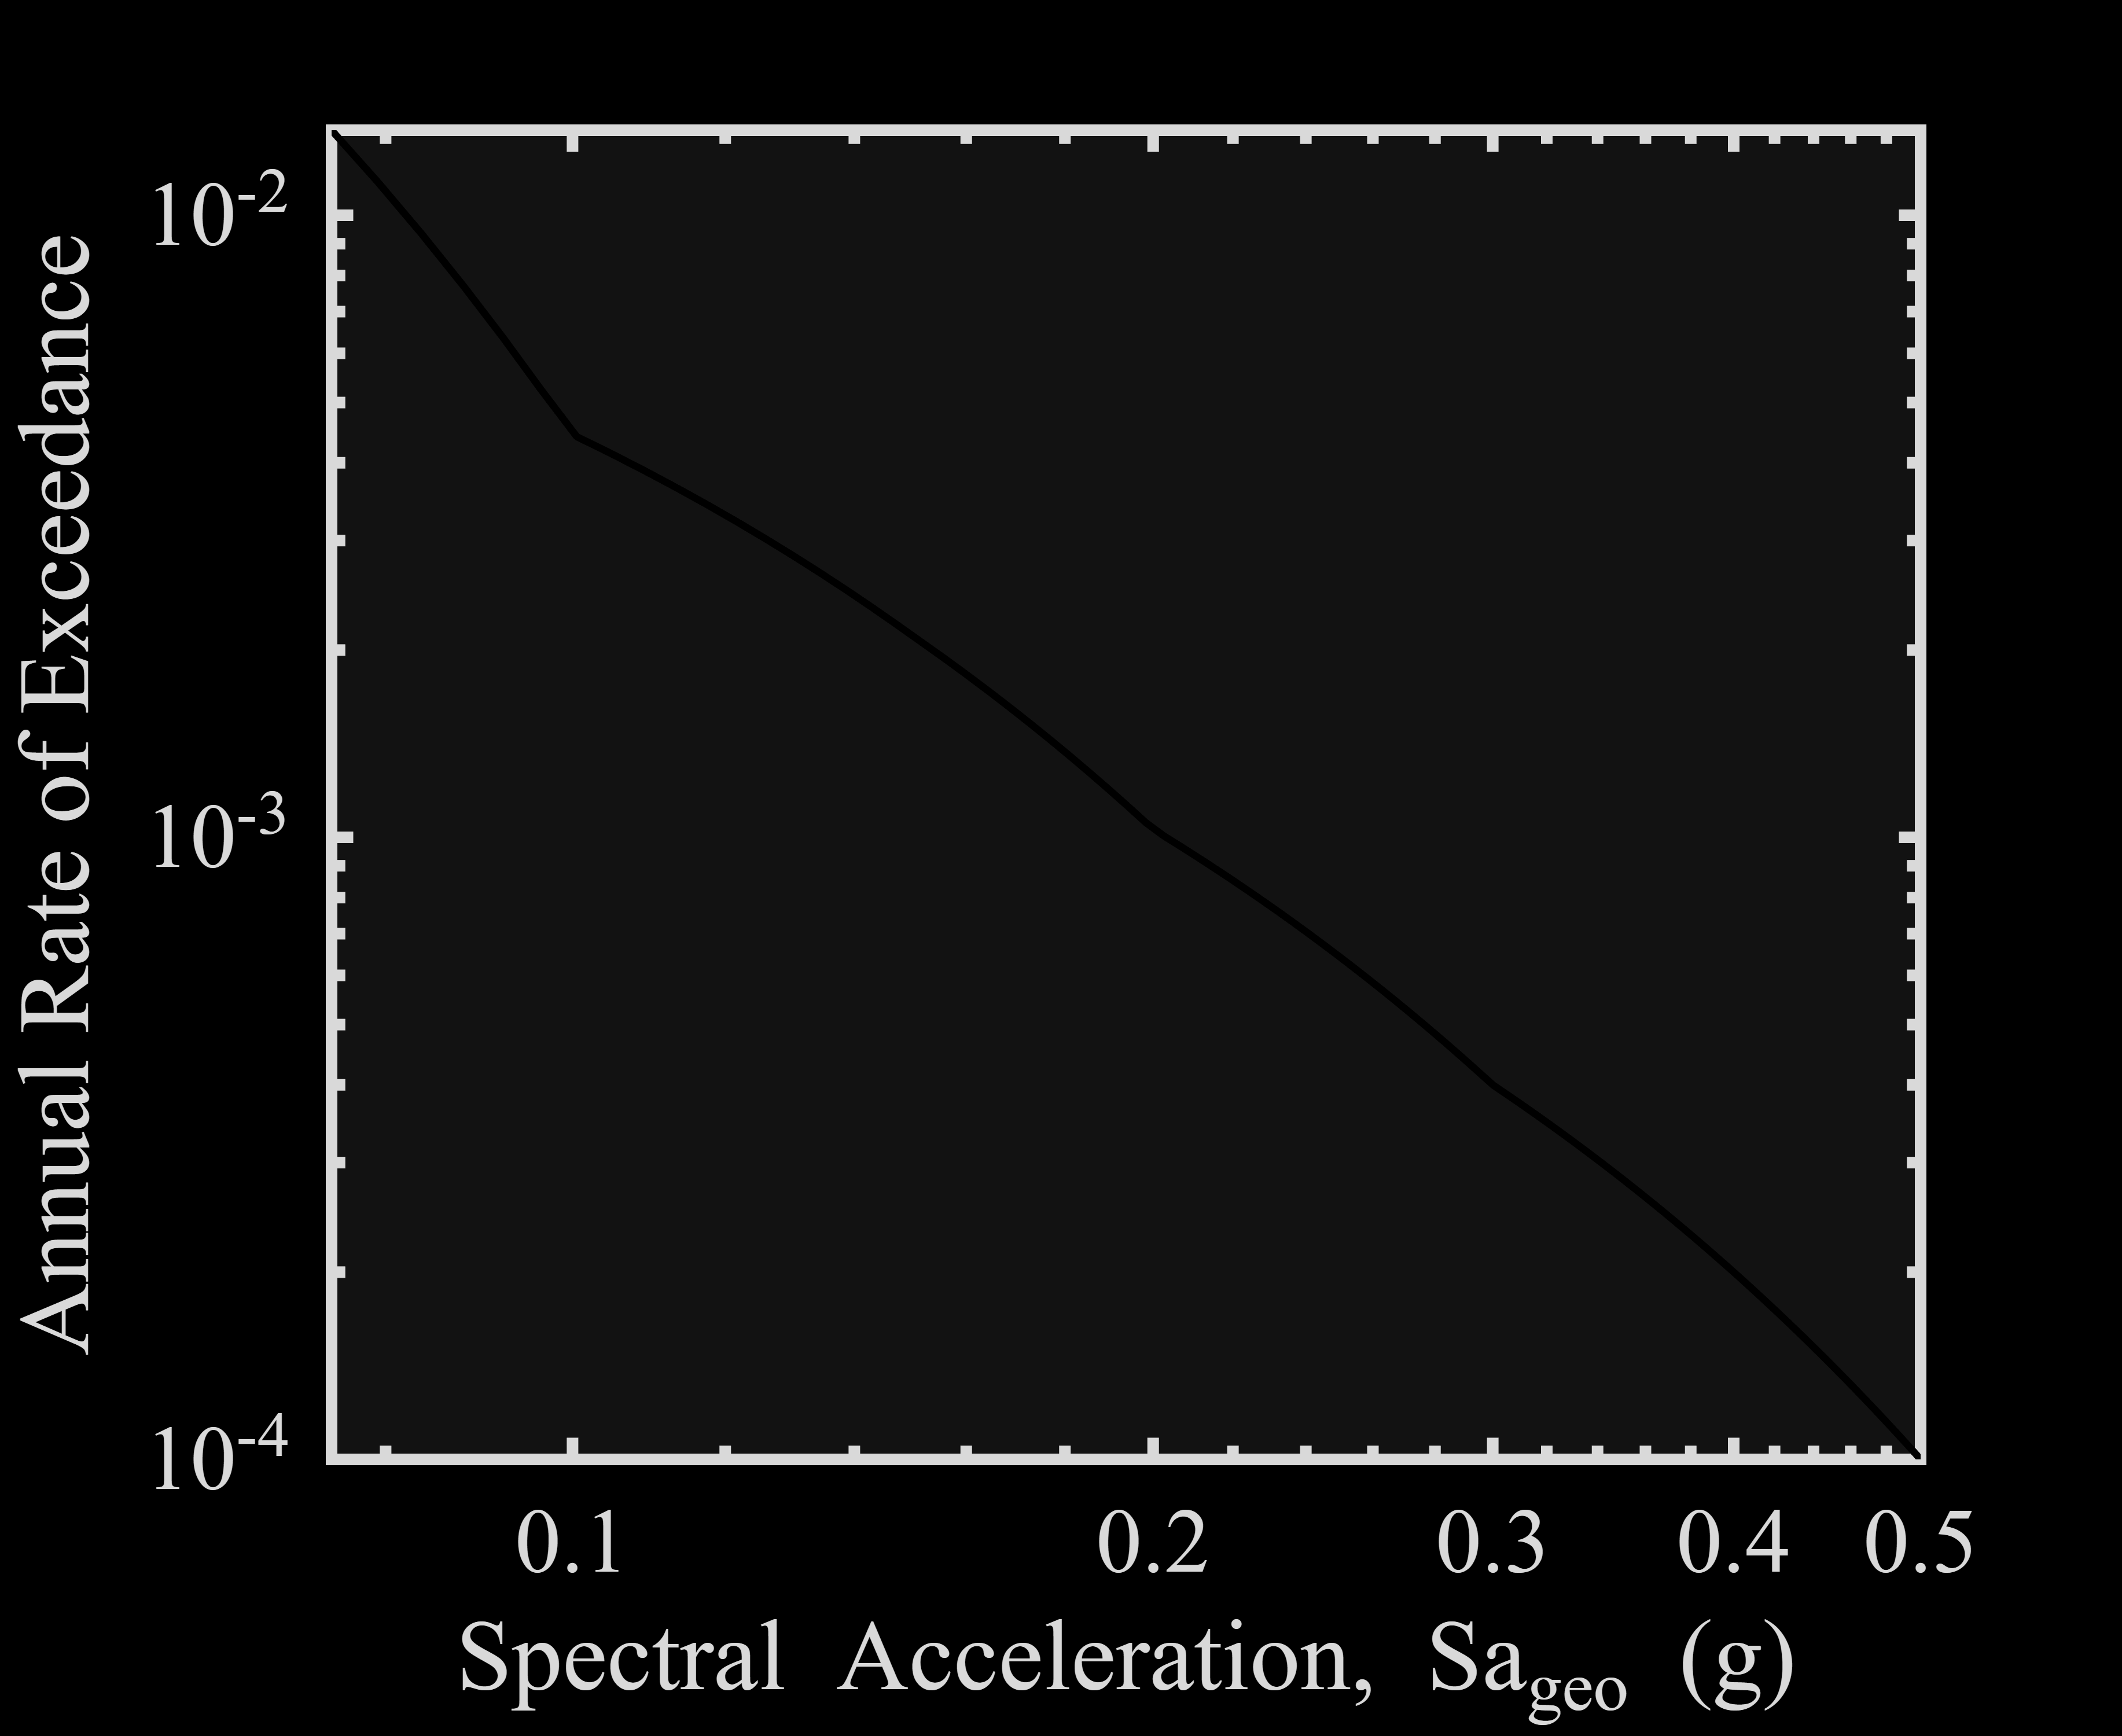 Annual Rate of Exceedance
10⁻²
10⁻³
10⁻⁴
0.1 0.2 0.3 0.4 0.5
Spectral Acceleration, Sa_geo (g)